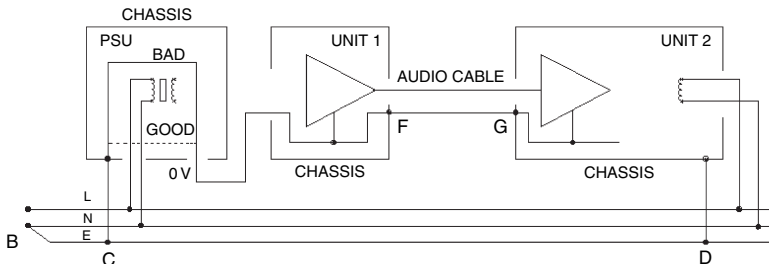 CHASSIS
PSU
UNIT 1
UNIT 2
BAD
AUDIO CABLE
GOOD
F
G
0 V
CHASSIS
CHASSIS
L
N
B
E
C
D